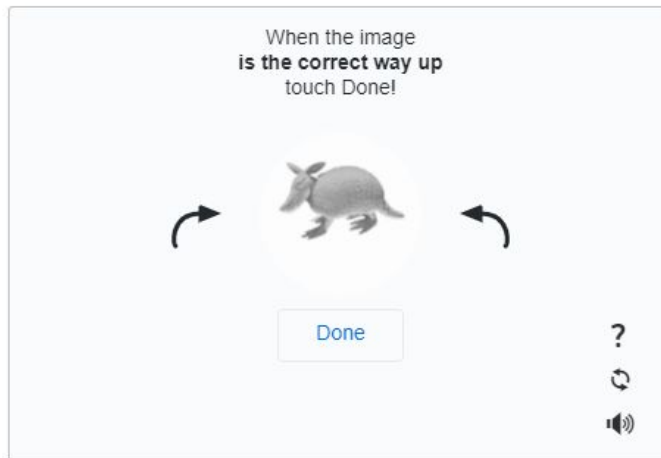 When the image
is the correct way up
touch Done!
Done
?